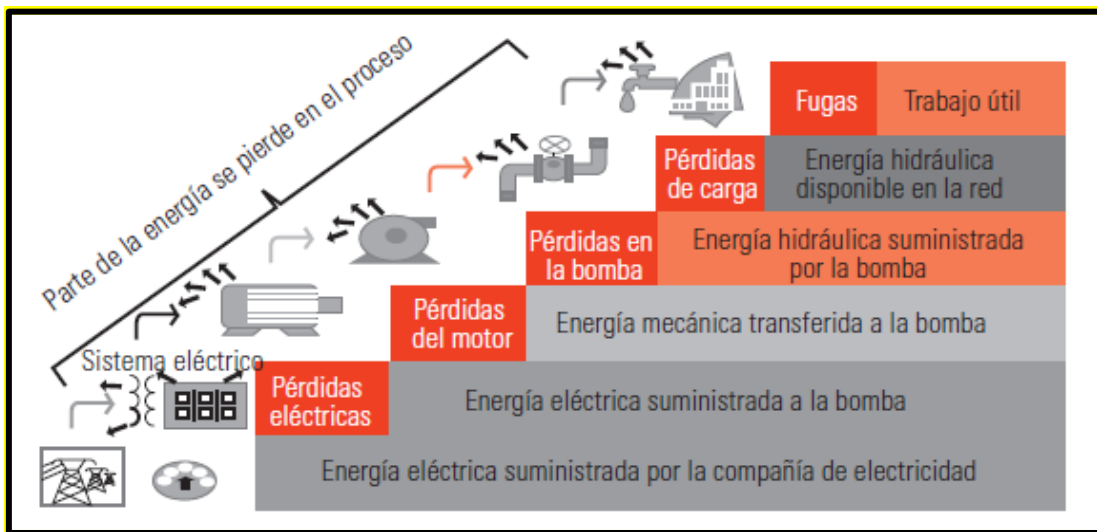 Parte de la energía se pierde en el proceso
Fugas
Trabajo útil
Pérdidas
de carga
Energía hidráulica
disponible en la red
Pérdidas en
la bomba
Energía hidráulica suministrada
por la bomba
Pérdidas
del motor
Energía mecánica transferida a la bomba
Sistema eléctrico
Pérdidas
eléctricas
Energía eléctrica suministrada a la bomba
Energía eléctrica suministrada por la compañía de electricidad